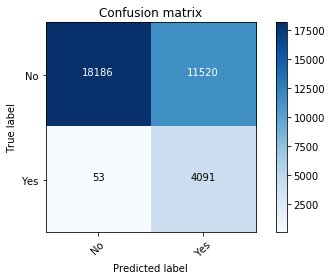 Confusion matrix
True label
No
18186
11520
Yes
53
4091
No
Yes
Predicted label
17500
15000
12500
10000
7500
5000
2500